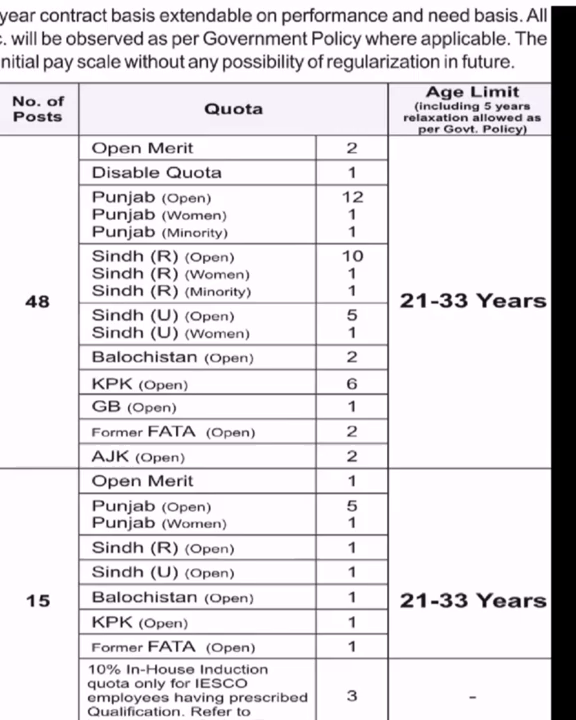 year contract basis extendable on performance and need basis. All
c. will be observed as per Government Policy where applicable. The
nitial pay scale without any possibility of regularization in future.
No. of
Posts
Quota
Age Limit
(including 5 years
relaxation allowed as
per Govt. Policy)
48
Open Merit 2
Disable Quota 1
Punjab (Open) 12
Punjab (Women) 1
Punjab (Minority) 1
Sindh (R) (Open) 10
Sindh (R) (Women) 1
Sindh (R) (Minority) 1
Sindh (U) (Open) 5
Sindh (U) (Women) 1
Balochistan (Open) 2
KPK (Open) 6
GB (Open) 1
Former FATA (Open) 2
AJK (Open) 2
21-33 Years
15
Open Merit 1
Punjab (Open) 5
Punjab (Women) 1
Sindh (R) (Open) 1
Sindh (U) (Open) 1
Balochistan (Open) 1
KPK (Open) 1
Former FATA (Open) 1
21-33 Years
10% In-House Induction
quota only for IESCO
employees having prescribed
Qualification. Refer to
3
-